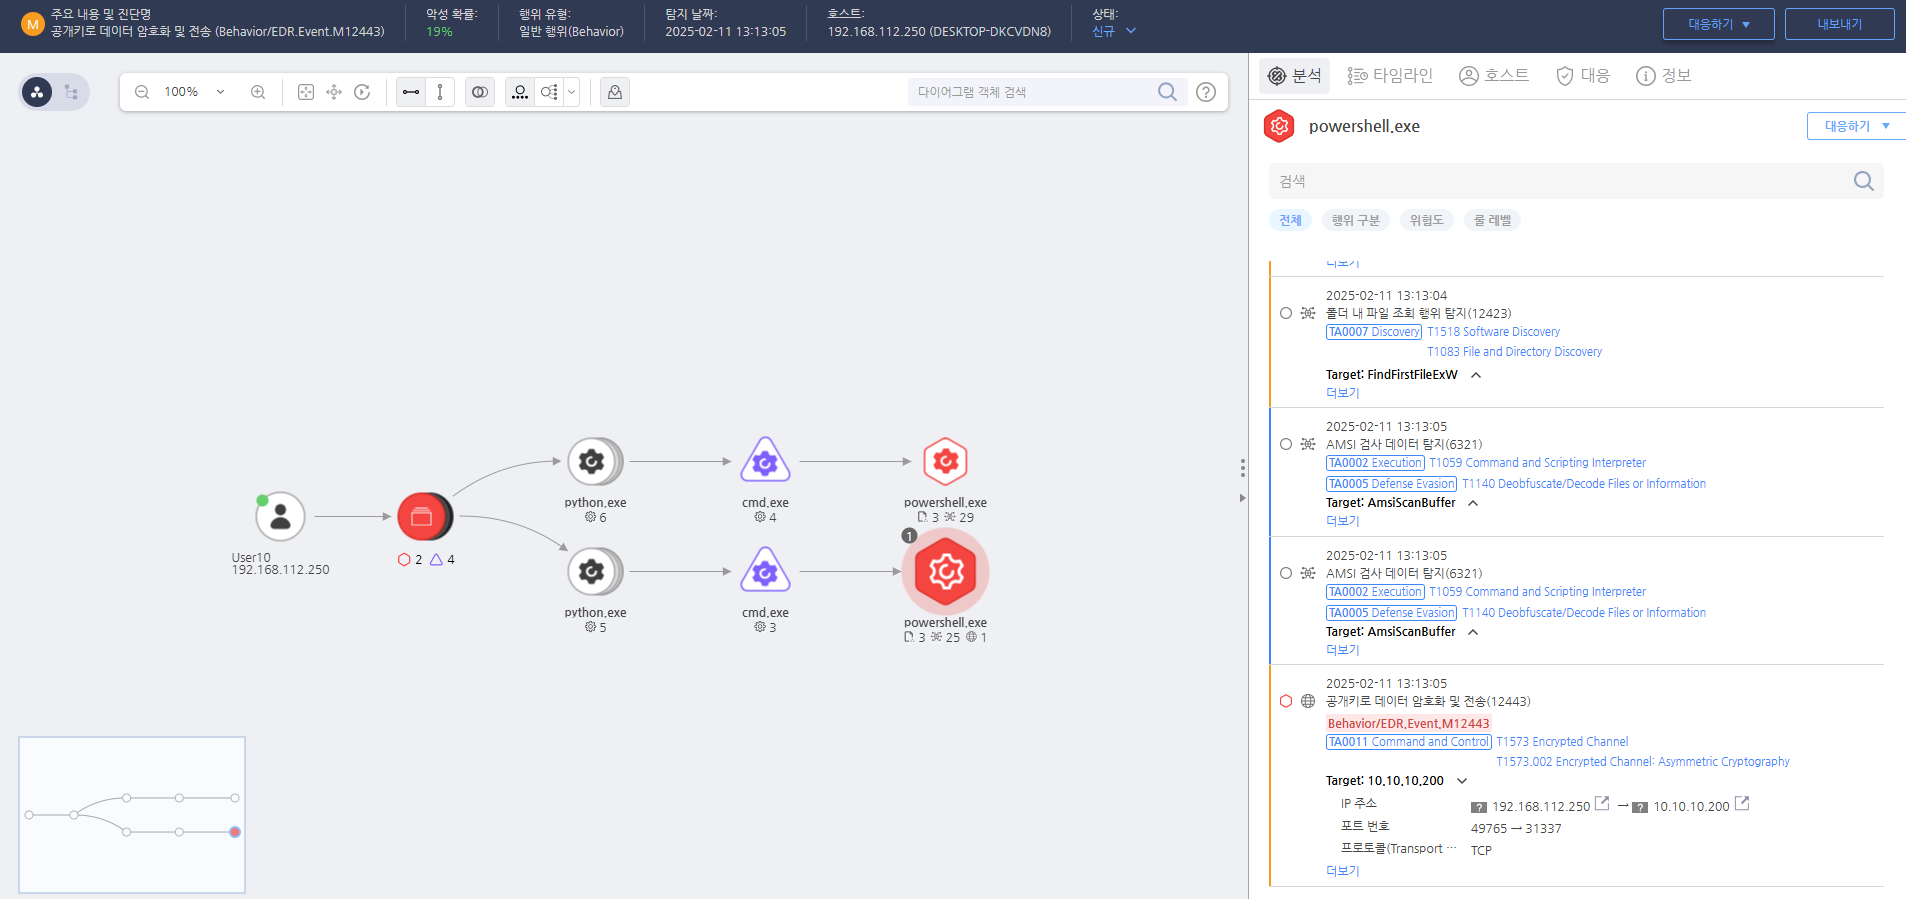 M
주요 내용 및 진단명
공개키로 데이터 암호화 및 전송 (Behavior/EDR.Event.M12443)
악성 확률:
19%
행위 유형:
일반 행위(Behavior)
탐지 날짜:
2025-02-11 13:13:05
호스트:
192.168.112.250 (DESKTOP-DKCVDN8)
상태:
신규
대응하기
내보내기
100%
다이어그램 객체 검색
User10
192.168.112.250
2 4
python.exe
6
cmd.exe
4
powershell.exe
3 29
python.exe
5
cmd.exe
3
1
powershell.exe
3 25 1
분석
타임라인
호스트
대응
정보
powershell.exe
대응하기
검색
전체
행위 구분
위험도
룰 레벨
더보기
2025-02-11 13:13:04
폴더 내 파일 조회 행위 탐지(12423)
TA0007 Discovery T1518 Software Discovery
T1083 File and Directory Discovery
Target: FindFirstFileExW
더보기
2025-02-11 13:13:05
AMSI 검사 데이터 탐지(6321)
TA0002 Execution T1059 Command and Scripting Interpreter
TA0005 Defense Evasion T1140 Deobfuscate/Decode Files or Information
Target: AmsiScanBuffer
더보기
2025-02-11 13:13:05
AMSI 검사 데이터 탐지(6321)
TA0002 Execution T1059 Command and Scripting Interpreter
TA0005 Defense Evasion T1140 Deobfuscate/Decode Files or Information
Target: AmsiScanBuffer
더보기
2025-02-11 13:13:05
공개키로 데이터 암호화 및 전송(12443)
Behavior/EDR.Event.M12443
TA0011 Command and Control T1573 Encrypted Channel
T1573.002 Encrypted Channel: Asymmetric Cryptography
Target: 10.10.10.200
IP 주소 ? 192.168.112.250 → ? 10.10.10.200
포트 번호 49765 → 31337
프로토콜(Transport ··· TCP
더보기